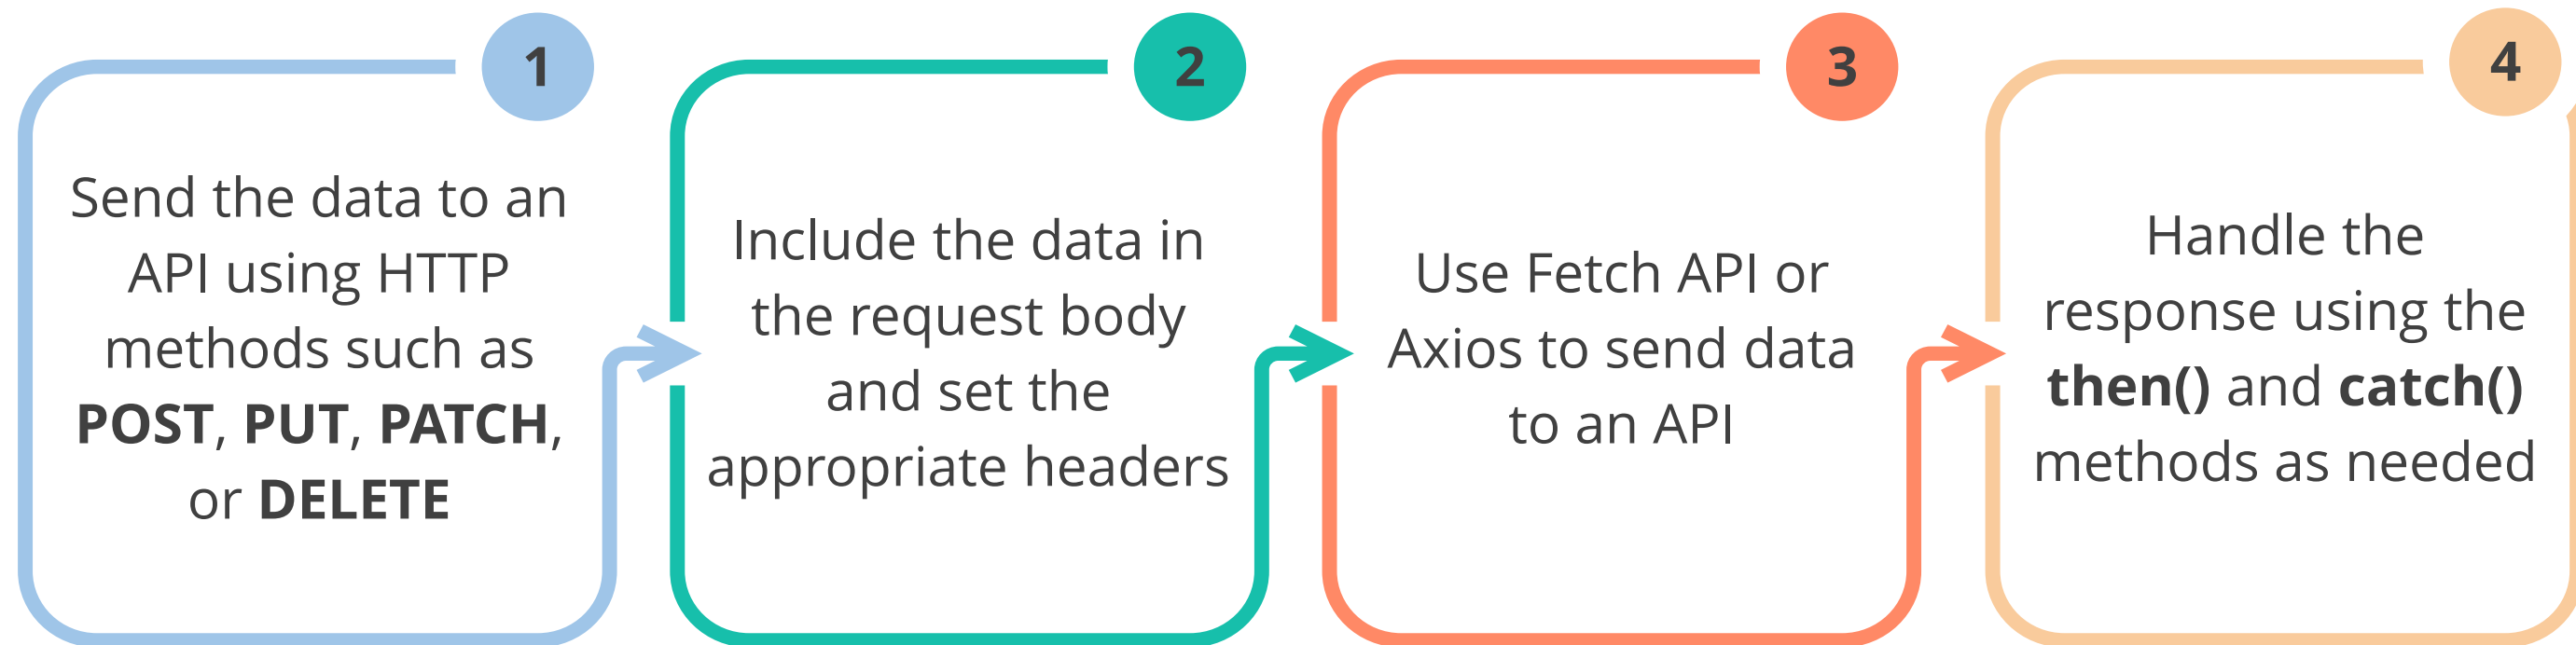 1
Send the data to an
API using HTTP
methods such as
POST, PUT, PATCH,
or DELETE
2
Include the data in
the request body
and set the
appropriate headers
3
Use Fetch API or
Axios to send data
to an API
4
Handle the
response using the
then() and catch()
methods as needed